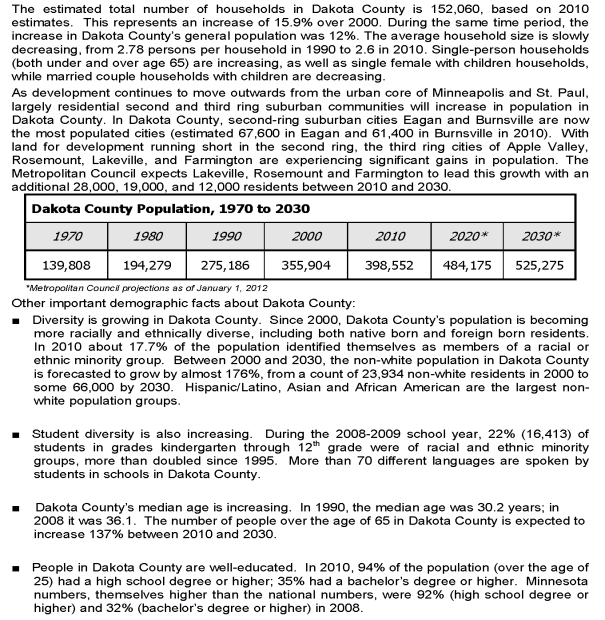 The estimated total number of households in Dakota County is 152,060, based on 2010
estimates. This represents an increase of 15.9% over 2000. During the same time period, the
increase in Dakota County's general population was 12%. The average household size is slowly
decreasing, from 2.78 persons per household in 1990 to 2.6 in 2010. Single-person households
(both under and over age 65) are increasing, as well as single female with children households,
while married couple households with children are decreasing.
As development continues to move outwards from the urban core of Minneapolis and St. Paul,
largely residential second and third ring suburban communities will increase in population in
Dakota County. In Dakota County, second-ring suburban cities Eagan and Burnsville are now
the most populated cities (estimated 67,600 in Eagan and 61,400 in Burnsville in 2010). With
land for development running short in the second ring, the third ring cities of Apple Valley,
Rosemount, Lakeville, and Farmington are experiencing significant gains in population. The
Metropolitan Council expects Lakeville, Rosemount and Farmington to lead this growth with an
additional 28,000, 19,000, and 12,000 residents between 2010 and 2030.
Dakota County Population, 1970 to 2030
1970 1980 1990 2000 2010 2020* 2030*
139,808 194,279 275,186 355,904 398,552 484,175 525,275
*Metropolitan Council projections as of January 1, 2012
Other important demographic facts about Dakota County:
■ Diversity is growing in Dakota County. Since 2000, Dakota County's population is becoming
more racially and ethnically diverse, including both native born and foreign born residents.
In 2010 about 17.7% of the population identified themselves as members of a racial or
ethnic minority group. Between 2000 and 2030, the non-white population in Dakota County
is forecasted to grow by almost 176%, from a count of 23,934 non-white residents in 2000 to
some 66,000 by 2030. Hispanic/Latino, Asian and African American are the largest non-
white population groups.
■ Student diversity is also increasing. During the 2008-2009 school year, 22% (16,413) of
students in grades kindergarten through 12th grade were of racial and ethnic minority
groups, more than doubled since 1995. More than 70 different languages are spoken by
students in schools in Dakota County.
■ Dakota County's median age is increasing. In 1990, the median age was 30.2 years; in
2008 it was 36.1. The number of people over the age of 65 in Dakota County is expected to
increase 137% between 2010 and 2030.
■ People in Dakota County are well-educated. In 2010, 94% of the population (over the age of
25) had a high school degree or higher; 35% had a bachelor's degree or higher. Minnesota
numbers, themselves higher than the national numbers, were 92% (high school degree or
higher) and 32% (bachelor's degree or higher) in 2008.